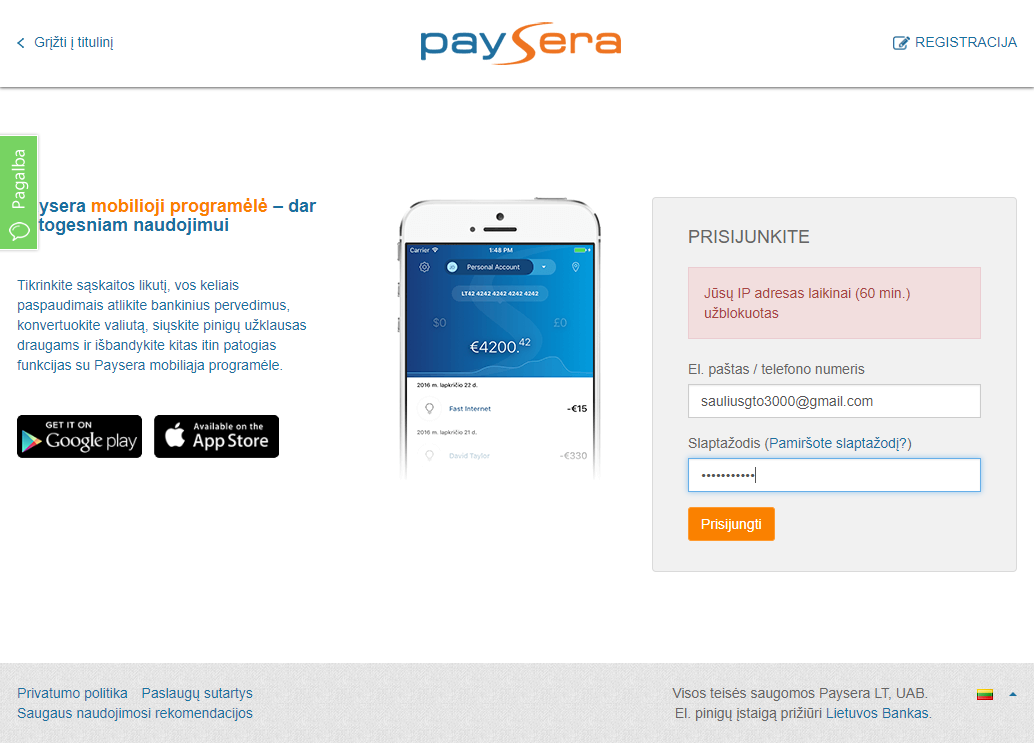 Grįžti į titulinį
paysera
REGISTRACIJA
Pagalba
ysera mobilioji programėlė – dar
togesniam naudojimui
Tikrinkite sąskaitos likutį, vos keliais
paspaudimais atlikite bankinius pervedimus,
konvertuokite valiutą, siųskite pinigų užklausas
draugams ir išbandykite kitas itin patogias
funkcijas su Paysera mobiliąja programėle.
GET IT ON
Google play
Available on the
App Store
Carrier 1:48 PM
Personal Account
LT42 4242 4242 4242 4242
$0 £0
€4200.42
2016 m. lapkričio 22 d.
Fast Internet -€15
2016 m. lapkričio 21 d.
David Taylor -€330
PRISIJUNKITE
Jūsų IP adresas laikinai (60 min.)
užblokuotas
El. paštas / telefono numeris
sauliusgto3000@gmail.com
Slaptažodis (Pamiršote slaptažodį?)
•••••••••••
Prisijungti
Privatumo politika Paslaugų sutartys
Saugaus naudojimosi rekomendacijos
Visos teisės saugomos Paysera LT, UAB.
El. pinigų įstaigą prižiūri Lietuvos Bankas.